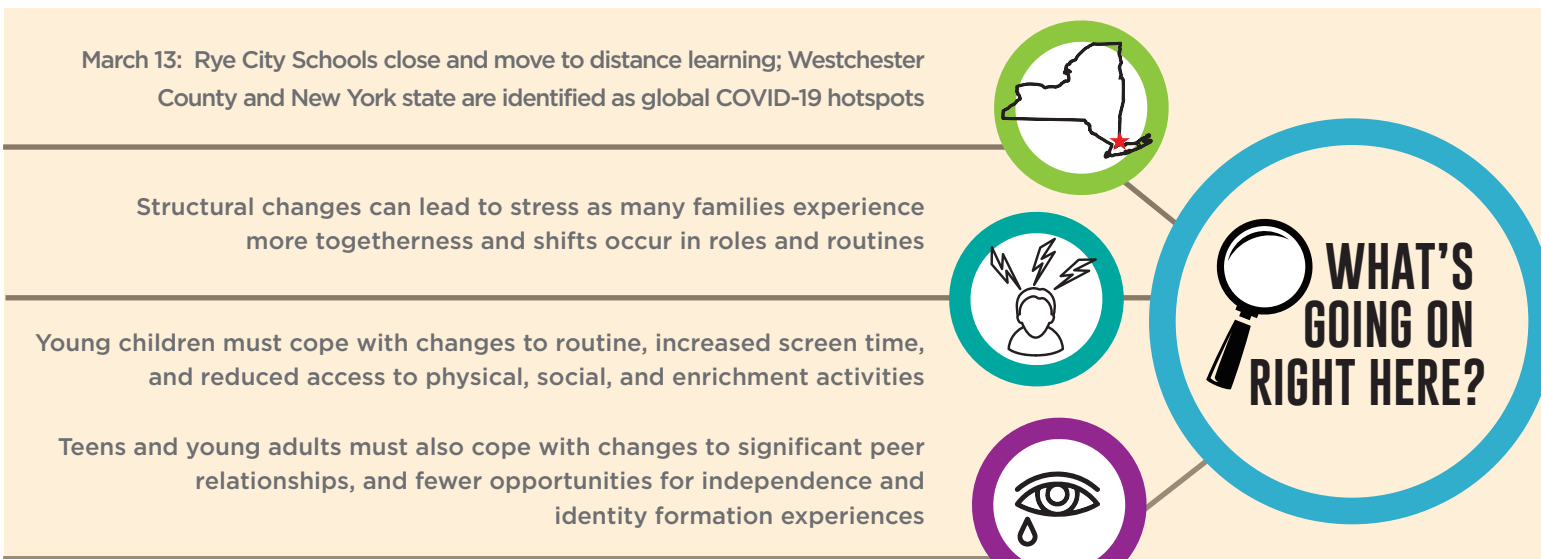 March 13:  Rye City Schools close and move to distance learning; Westchester
County and New York state are identified as global COVID-19 hotspots
Structural changes can lead to stress as many families experience
more togetherness and shifts occur in roles and routines
Young children must cope with changes to routine, increased screen time,
and reduced access to physical, social, and enrichment activities
Teens and young adults must also cope with changes to significant peer
relationships, and fewer opportunities for independence and
identity formation experiences
WHAT'S
GOING ON
RIGHT HERE?